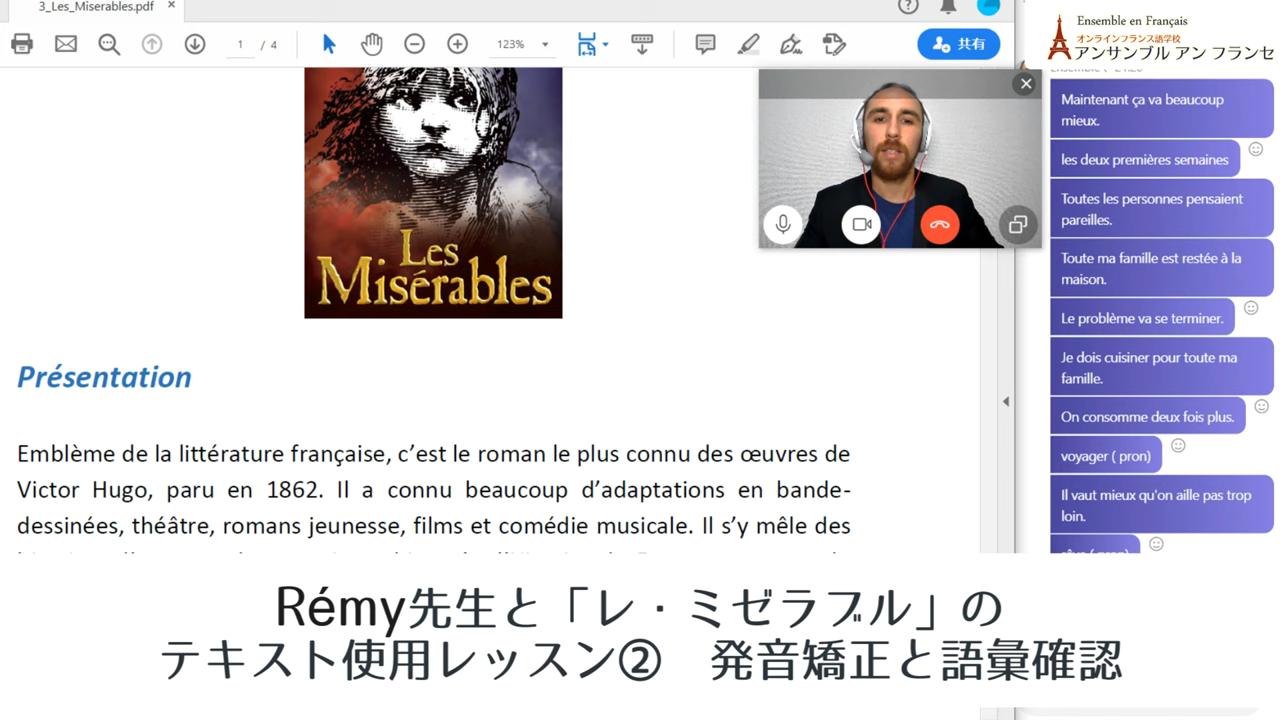 3_Les_Miserables.pdf
1 / 4
123%
共有
Ensemble en Français
オンラインフランス語学校
アンサンブル アン フランセ
Les
Misérables
Présentation
Emblème de la littérature française, c'est le roman le plus connu des œuvres de
Victor Hugo, paru en 1862. Il a connu beaucoup d'adaptations en bande-
dessinées, théâtre, romans jeunesse, films et comédie musicale. Il s'y mêle des
Maintenant ça va beaucoup
mieux.
les deux premières semaines
Toutes les personnes pensaient
pareilles.
Toute ma famille est restée à la
maison.
Le problème va se terminer.
Je dois cuisiner pour toute ma
famille.
On consomme deux fois plus.
voyager ( pron)
Il vaut mieux qu'on aille pas trop
loin.
Rémy先生と「レ・ミゼラブル」の
テキスト使用レッスン② 発音矯正と語彙確認